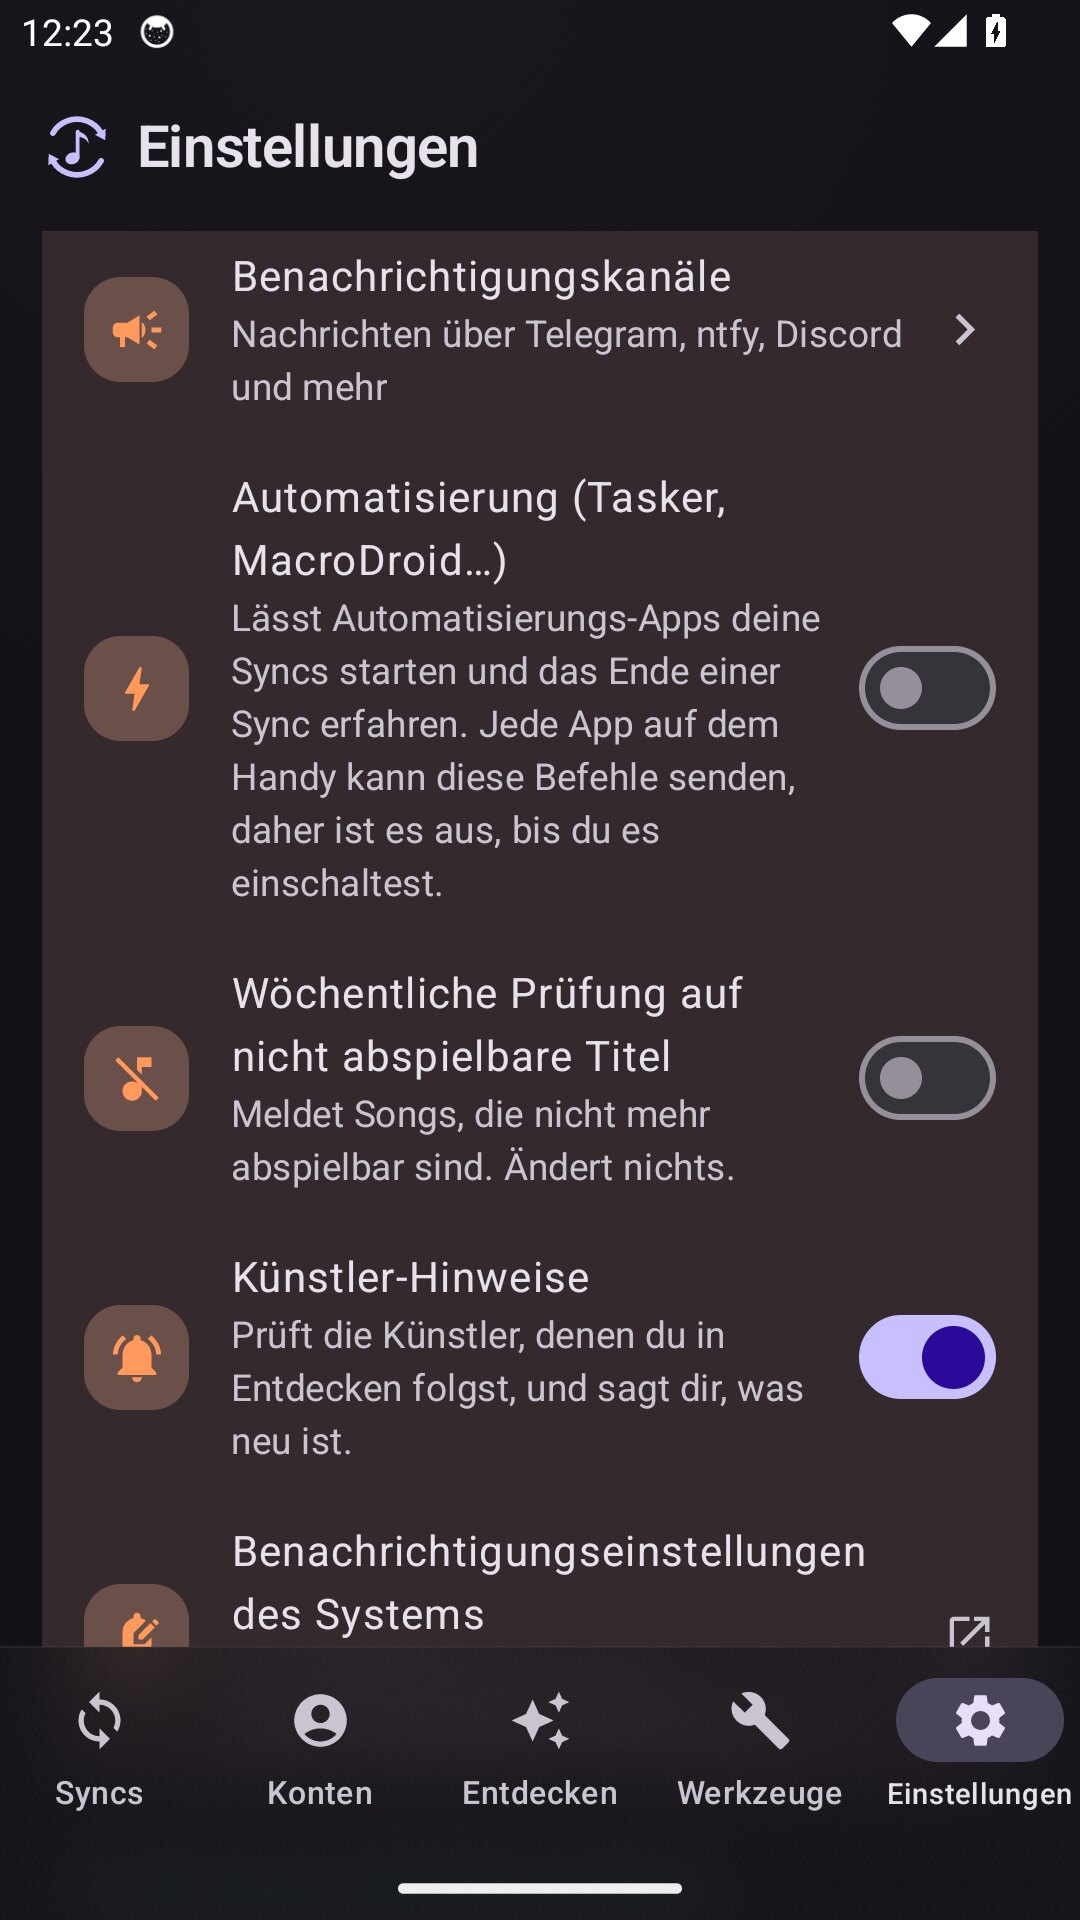 12:23
Einstellungen
Benachrichtigungskanäle
Nachrichten über Telegram, ntfy, Discord
und mehr
Automatisierung (Tasker,
MacroDroid…)
Lässt Automatisierungs-Apps deine
Syncs starten und das Ende einer
Sync erfahren. Jede App auf dem
Handy kann diese Befehle senden,
daher ist es aus, bis du es
einschaltest.
Wöchentliche Prüfung auf
nicht abspielbare Titel
Meldet Songs, die nicht mehr
abspielbar sind. Ändert nichts.
Künstler-Hinweise
Prüft die Künstler, denen du in
Entdecken folgst, und sagt dir, was
neu ist.
Benachrichtigungseinstellungen
des Systems
Syncs
Konten
Entdecken
Werkzeuge
Einstellungen